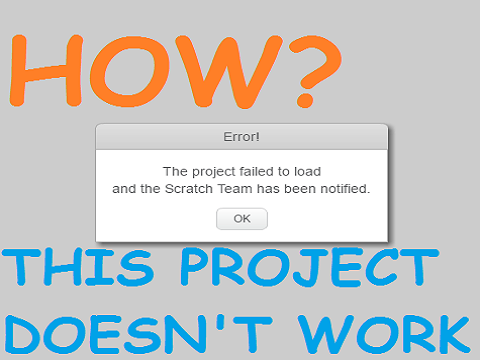 HOW?
Error!
The project failed to load
and the Scratch Team has been notified.
OK
THIS PROJECT
DOESN'T WORK